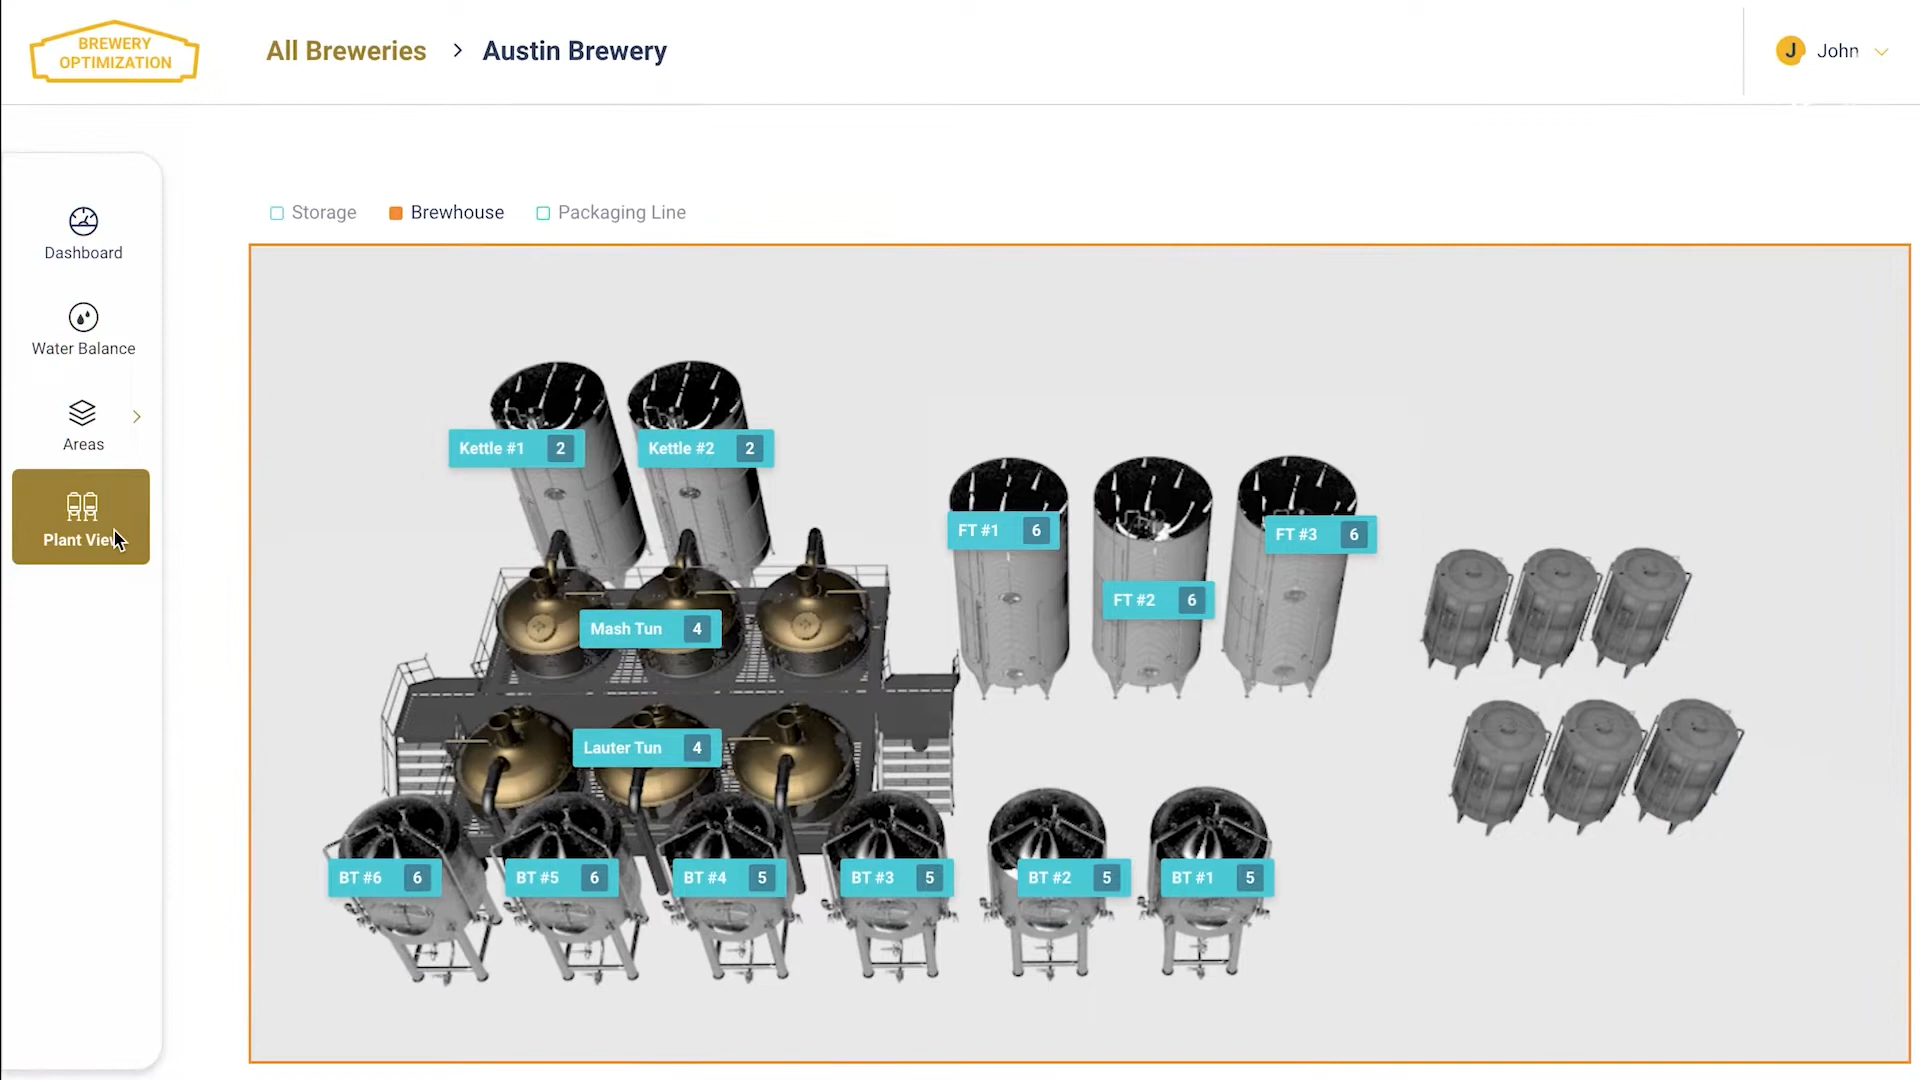 BREWERY
OPTIMIZATION
All Breweries > Austin Brewery
J John
Storage Brewhouse Packaging Line
Dashboard
Water Balance
Areas
Plant View
Kettle #1 2
Kettle #2 2
FT #1 6
FT #3 6
FT #2 6
Mash Tun 4
Lauter Tun 4
BT #6 6
BT #5 6
BT #4 5
BT #3 5
BT #2 5
BT #1 5